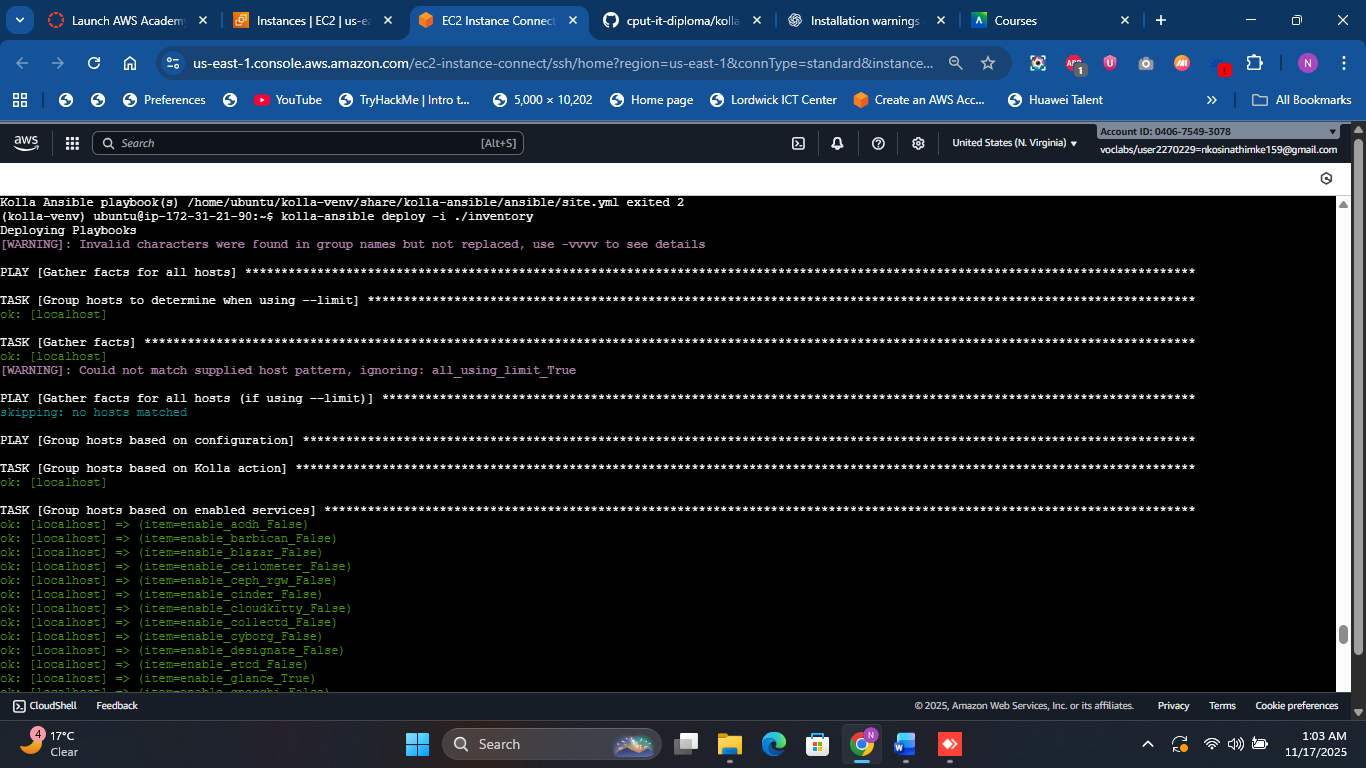 Launch AWS Academy
Instances | EC2 | us-ea
EC2 Instance Connect
cput-it-diploma/kolla
Installation warnings
Courses
us-east-1.console.aws.amazon.com/ec2-instance-connect/ssh/home?region=us-east-1&connType=standard&instance...
ABP
1
N
Preferences
YouTube
TryHackMe | Intro t...
5,000 × 10,202
Home page
Lordwick ICT Center
Create an AWS Acc...
Huawei Talent
»
All Bookmarks
aws
Search
[Alt+S]
United States (N. Virginia)
Account ID: 0406-7549-3078
voclabs/user2270229=nkosinathimke159@gmail.com
Kolla Ansible playbook(s) /home/ubuntu/kolla-venv/share/kolla-ansible/ansible/site.yml exited 2
(kolla-venv) ubuntu@ip-172-31-21-90:~$ kolla-ansible deploy -i ./inventory
Deploying Playbooks
[WARNING]: Invalid characters were found in group names but not replaced, use -vvvv to see details
PLAY [Gather facts for all hosts] ************************************************************************************************************************************
TASK [Group hosts to determine when using --limit] *******************************************************************************************************************
ok: [localhost]
TASK [Gather facts] **************************************************************************************************************************************************
ok: [localhost]
[WARNING]: Could not match supplied host pattern, ignoring: all_using_limit_True
PLAY [Gather facts for all hosts (if using --limit)] *****************************************************************************************************************
skipping: no hosts matched
PLAY [Group hosts based on configuration] ****************************************************************************************************************************
TASK [Group hosts based on Kolla action] *****************************************************************************************************************************
ok: [localhost]
TASK [Group hosts based on enabled services] *************************************************************************************************************************
ok: [localhost] => (item=enable_aodh_False)
ok: [localhost] => (item=enable_barbican_False)
ok: [localhost] => (item=enable_blazar_False)
ok: [localhost] => (item=enable_ceilometer_False)
ok: [localhost] => (item=enable_ceph_rgw_False)
ok: [localhost] => (item=enable_cinder_False)
ok: [localhost] => (item=enable_cloudkitty_False)
ok: [localhost] => (item=enable_collectd_False)
ok: [localhost] => (item=enable_cyborg_False)
ok: [localhost] => (item=enable_designate_False)
ok: [localhost] => (item=enable_etcd_False)
ok: [localhost] => (item=enable_glance_True)
ok: [localhost] => (item=enable_gnocchi_False)
CloudShell
Feedback
© 2025, Amazon Web Services, Inc. or its affiliates.
Privacy
Terms
Cookie preferences
4
17°C
Clear
Search
N
1:03 AM
11/17/2025